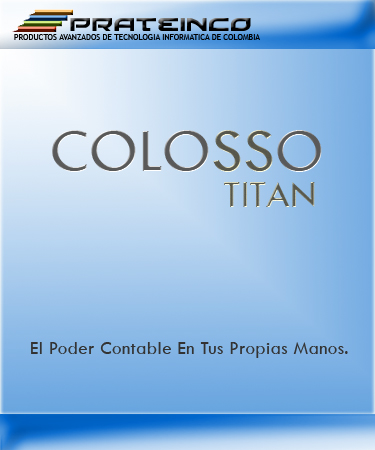 PRATEINCO
PRODUCTOS AVANZADOS DE TECNOLOGIA INFORMATICA DE COLOMBIA
COLOSSO
TITAN
El Poder Contable En Tus Propias Manos.